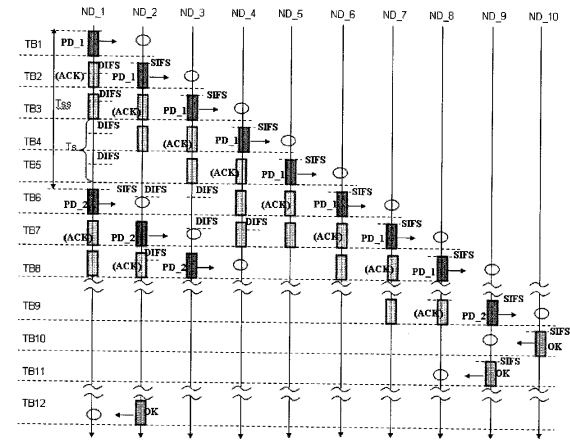 ND_1 ND_2 ND_3 ND_4 ND_5 ND_6 ND_7 ND_8 ND_9 ND_10
TB1 PD_1 SIFS
TB2 (ACK) DIFS PD_1 SIFS
TB3 Tss DIFS (ACK) PD_1 SIFS
TB4 Ts DIFS (ACK) PD_1 SIFS
TB5 DIFS (ACK) PD_1 SIFS
TB6 PD_2 SIFS DIFS DIFS PD_1 SIFS
TB7 (ACK) PD_2 DIFS DIFS (ACK) PD_1 SIFS
TB8 (ACK) DIFS PD_2 (ACK) PD_1 SIFS
TB9 (ACK) PD_2 SIFS
TB10 SIFS OK
TB11 SIFS OK
TB12 OK